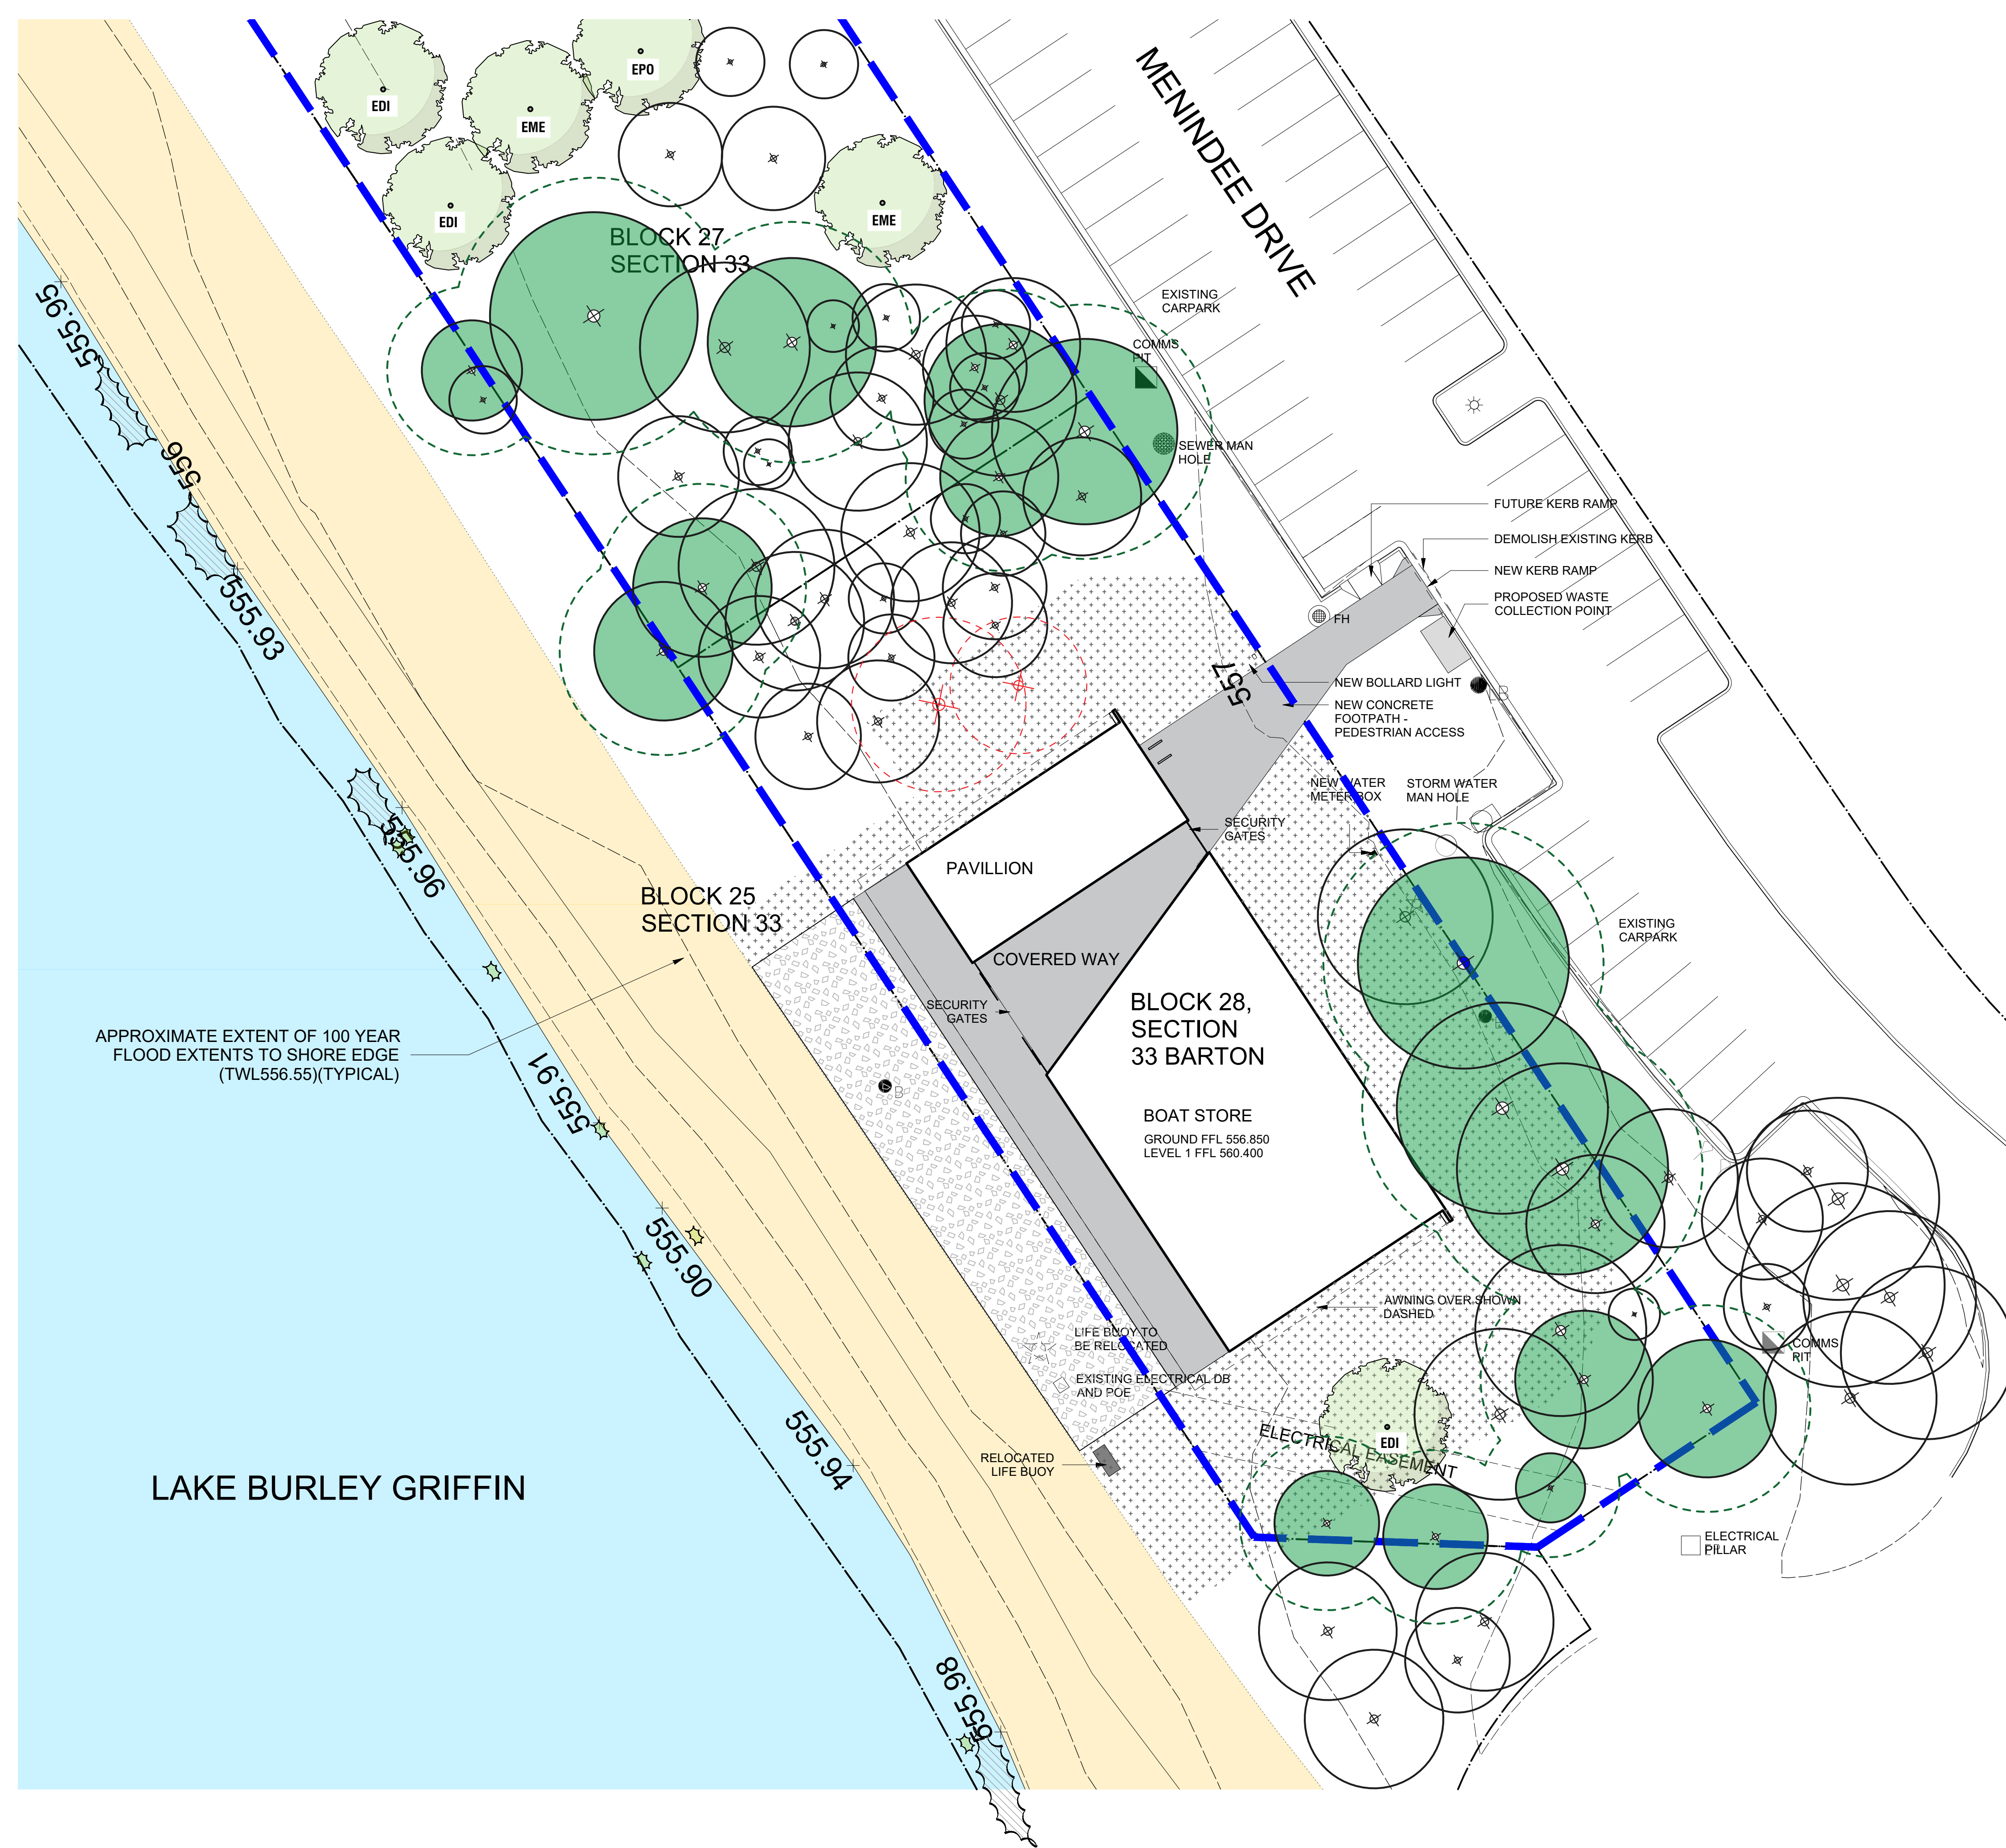 EPO
EDI
EME
EDI
EME
BLOCK 27
SECTION 33
MENINDEE DRIVE
EXISTING
CARPARK
COMMS
PIT
SEWER MAN
HOLE
555.95
556
555.93
FUTURE KERB RAMP
DEMOLISH EXISTING KERB
NEW KERB RAMP
PROPOSED WASTE
COLLECTION POINT
FH
557
NEW BOLLARD LIGHT
NEW CONCRETE
FOOTPATH -
PEDESTRIAN ACCESS
NEW WATER
METER BOX
STORM WATER
MAN HOLE
SECURITY
GATES
555.96
PAVILLION
BLOCK 25
SECTION 33
EXISTING
CARPARK
COVERED WAY
SECURITY
GATES
BLOCK 28,
SECTION
33 BARTON
APPROXIMATE EXTENT OF 100 YEAR
FLOOD EXTENTS TO SHORE EDGE
(TWL556.55)(TYPICAL)
555.91
BOAT STORE
GROUND FFL 556.850
LEVEL 1 FFL 560.400
555.90
AWNING OVER SHOWN
DASHED
LIFE BUOY TO
BE RELOCATED
COMMS
PIT
EXISTING ELECTRICAL DB
AND POE
EDI
ELECTRICAL EASEMENT
555.94
RELOCATED
LIFE BUOY
LAKE BURLEY GRIFFIN
ELECTRICAL
PILLAR
555.98